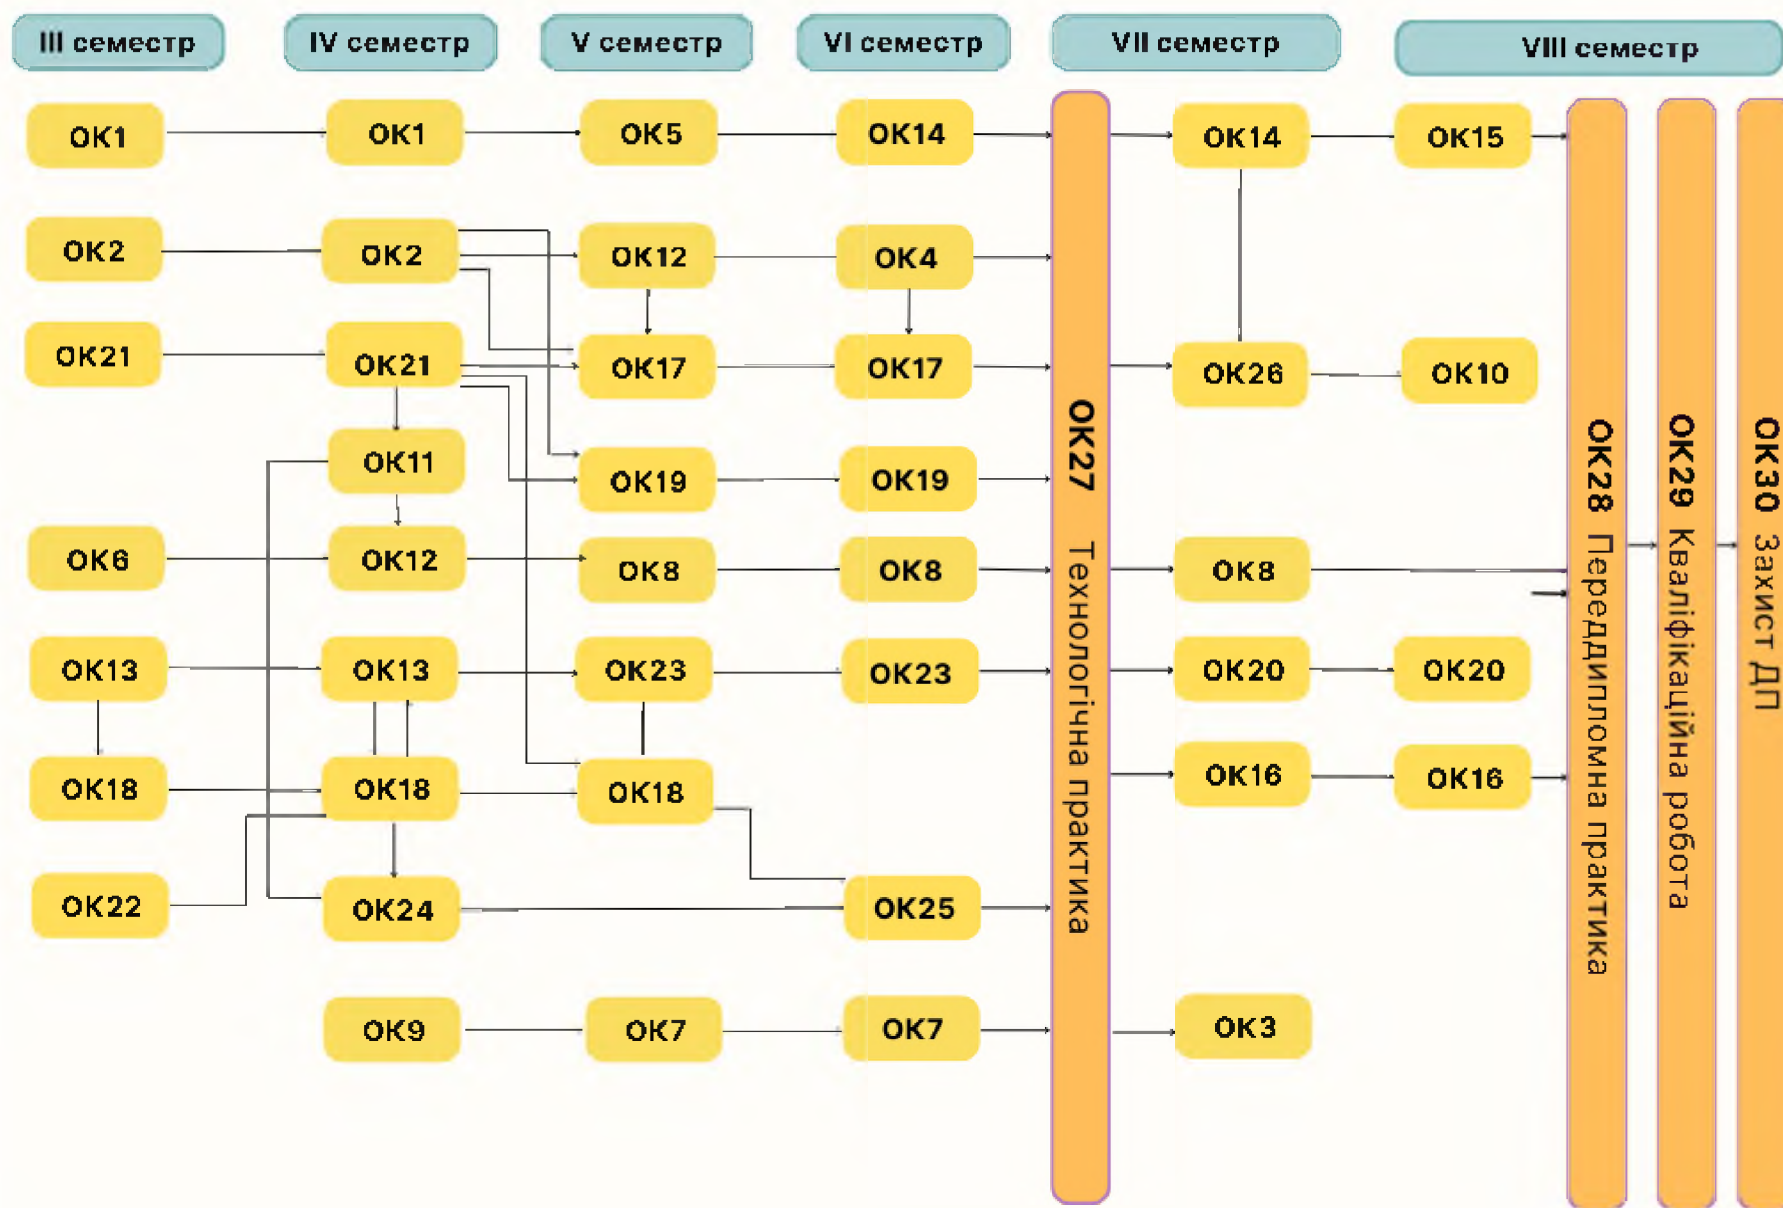 III семестр
IV семестр
V семестр
VI семестр
VII семестр
VIII семестр
ОК1
ОК1
ОК5
ОК14
ОК14
ОК15
ОК2
ОК2
ОК12
ОК4
ОК21
ОК21
ОК17
ОК17
ОК26
ОК10
ОК11
ОК19
ОК19
ОК6
ОК12
ОК8
ОК8
ОК8
ОК13
ОК13
ОК23
ОК23
ОК20
ОК20
ОК18
ОК18
ОК18
ОК16
ОК16
ОК22
ОК24
ОК25
ОК9
ОК7
ОК7
ОК3
ОК27 Технологічна практика
ОК28 Переддипломна практика
ОК29 Кваліфікаційна робота
ОК30 Захист ДП